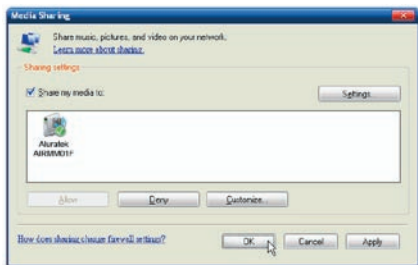 Media Sharing
Share music, pictures, and video on your network.
Learn more about sharing.
Sharing settings
Share my media to:
Settings
Aluratek
AIRMM01F
Allow
Deny
Customize...
How does sharing change firewall settings?
OK
Cancel
Apply